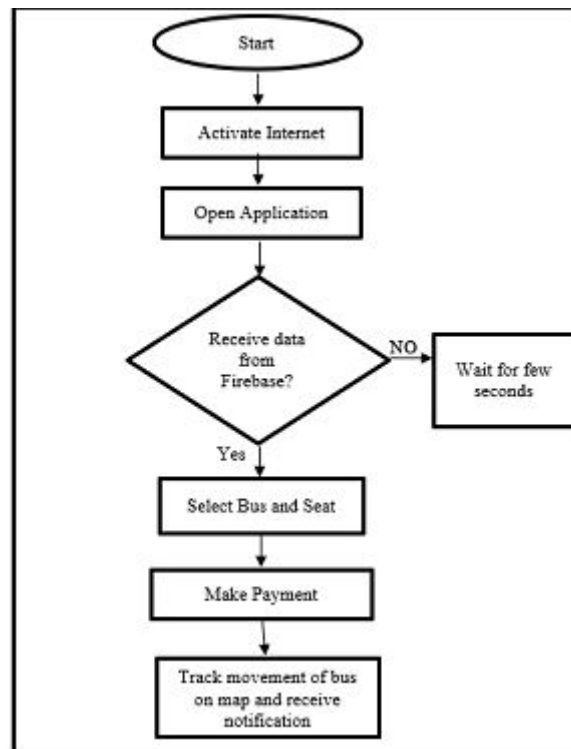 Start
Activate Internet
Open Application
Receive data
from
Firebase?
NO
Wait for few
seconds
Yes
Select Bus and Seat
Make Payment
Track movement of bus
on map and receive
notification